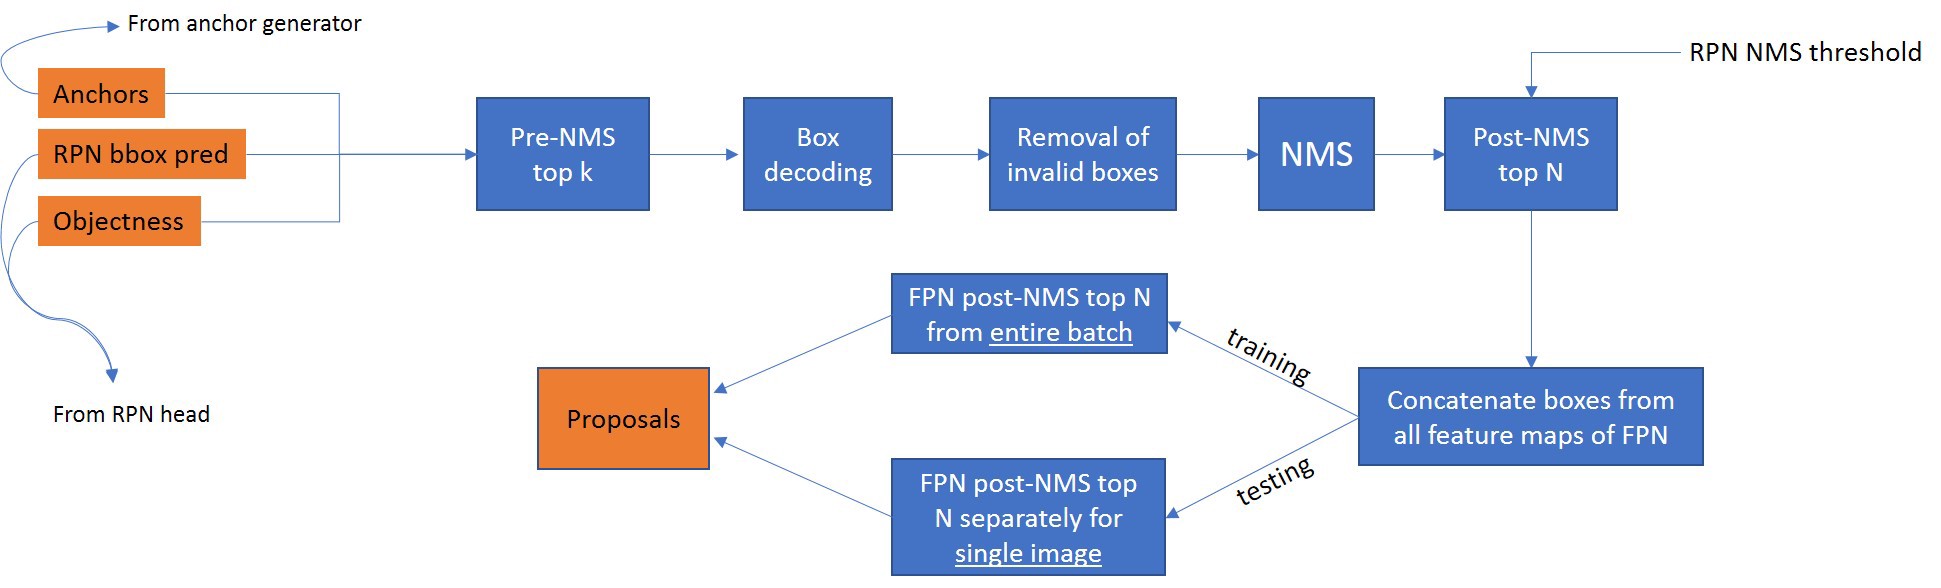 From anchor generator
RPN NMS threshold
Anchors
RPN bbox pred
Objectness
From RPN head
Pre-NMS
top k
Box
decoding
Removal of
invalid boxes
NMS
Post-NMS
top N
Concatenate boxes from
all feature maps of FPN
training
testing
FPN post-NMS top N
from entire batch
FPN post-NMS top
N separately for
single image
Proposals